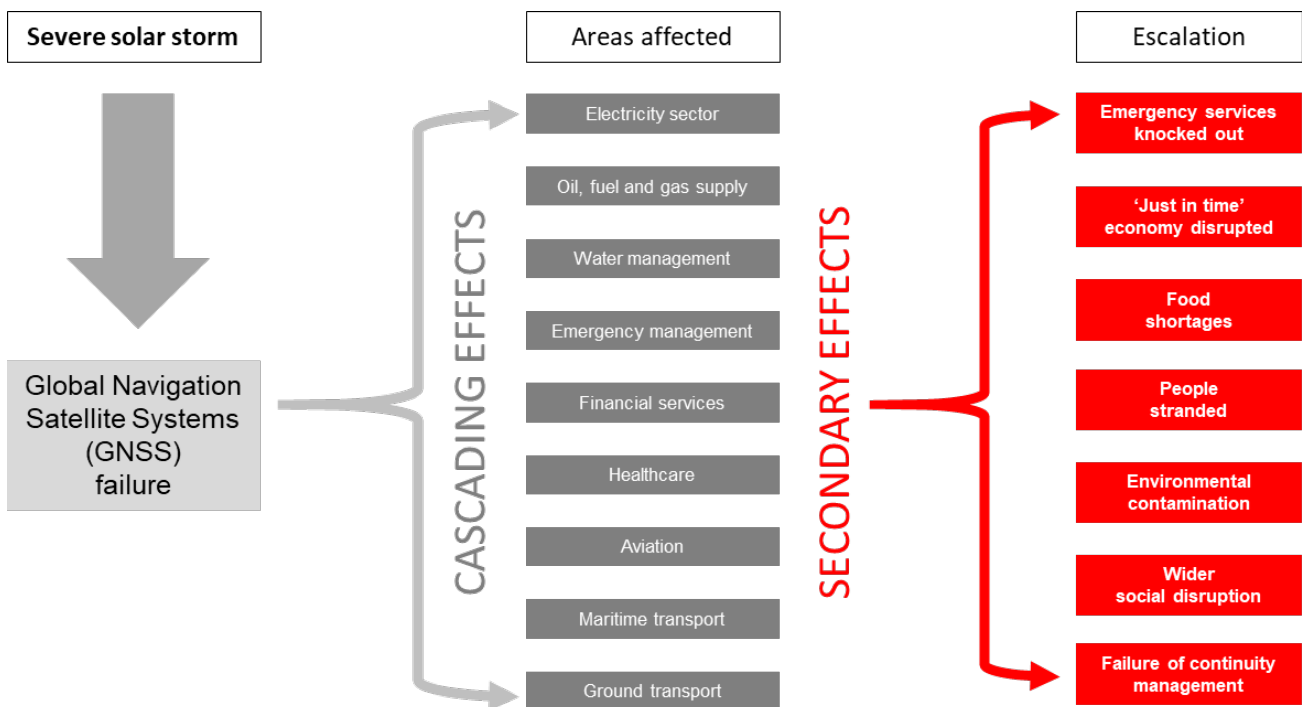 Severe solar storm
Global Navigation
Satellite Systems
(GNSS)
failure
CASCADING EFFECTS
Areas affected
Electricity sector
Oil, fuel and gas supply
Water management
Emergency management
Financial services
Healthcare
Aviation
Maritime transport
Ground transport
SECONDARY EFFECTS
Escalation
Emergency services
knocked out
‘Just in time’
economy disrupted
Food
shortages
People
stranded
Environmental
contamination
Wider
social disruption
Failure of continuity
management